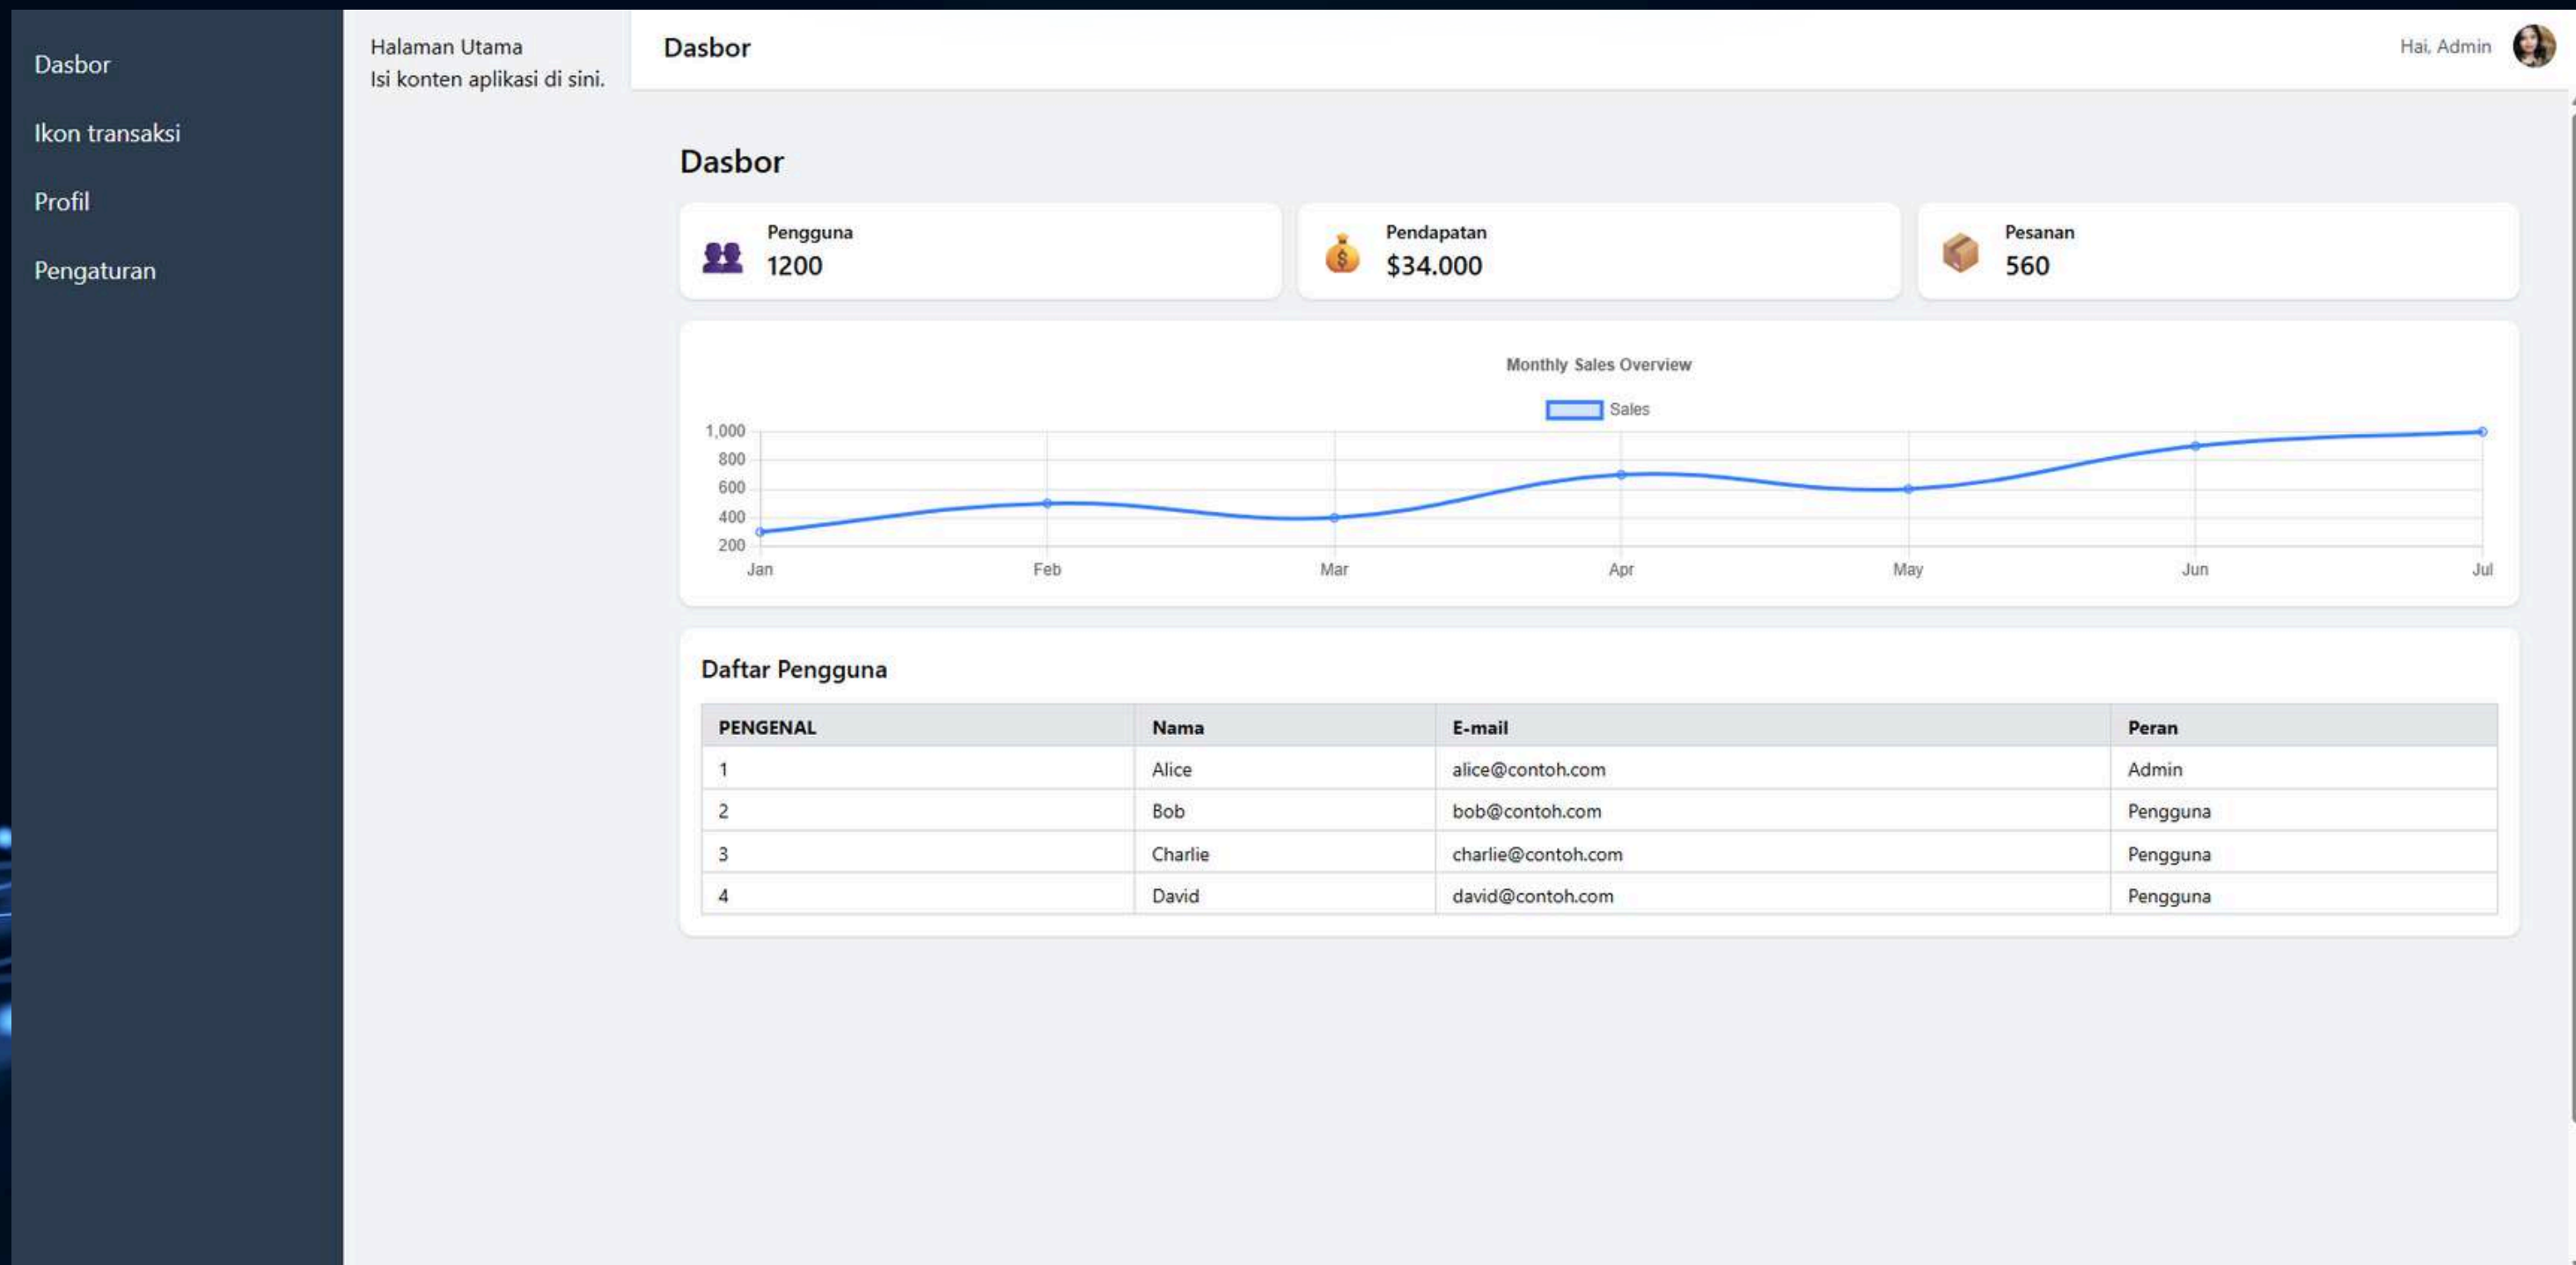 Dasbor
Ikon transaksi
Profil
Pengaturan
Halaman Utama
Isi konten aplikasi di sini.
Dasbor
Hai, Admin
Dasbor
Pengguna
1200
Pendapatan
$34.000
Pesanan
560
Monthly Sales Overview
Sales
1,000
800
600
400
200
Jan Feb Mar Apr May Jun Jul
Daftar Pengguna
PENGENAL Nama E-mail Peran
1 Alice alice@contoh.com Admin
2 Bob bob@contoh.com Pengguna
3 Charlie charlie@contoh.com Pengguna
4 David david@contoh.com Pengguna